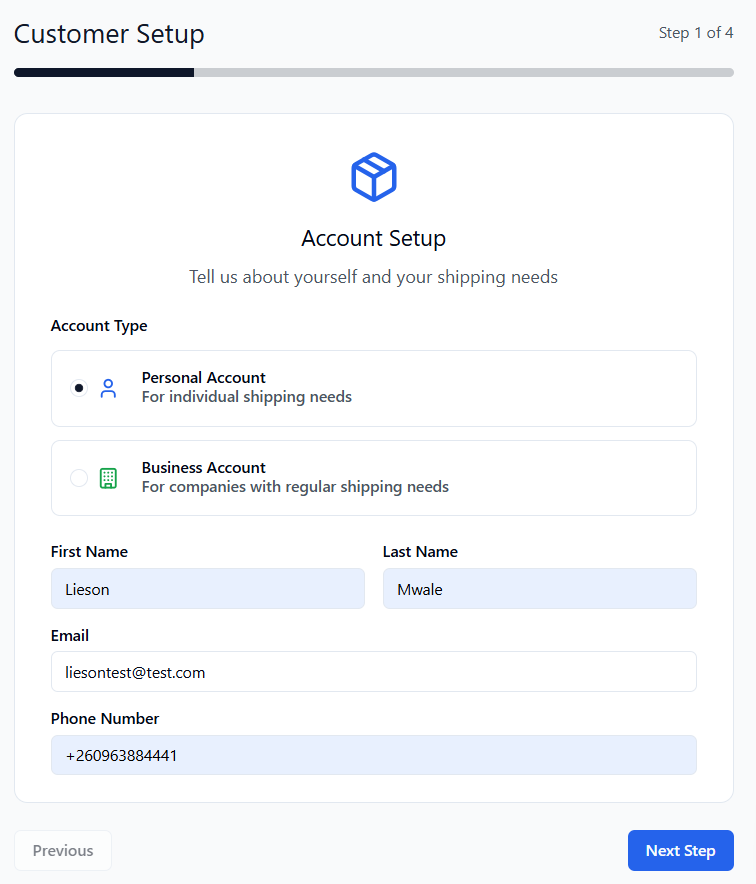 Customer Setup
Step 1 of 4
Account Setup
Tell us about yourself and your shipping needs
Account Type
Personal Account
For individual shipping needs
Business Account
For companies with regular shipping needs
First Name
Last Name
Lieson
Mwale
Email
liesontest@test.com
Phone Number
+260963884441
Previous
Next Step